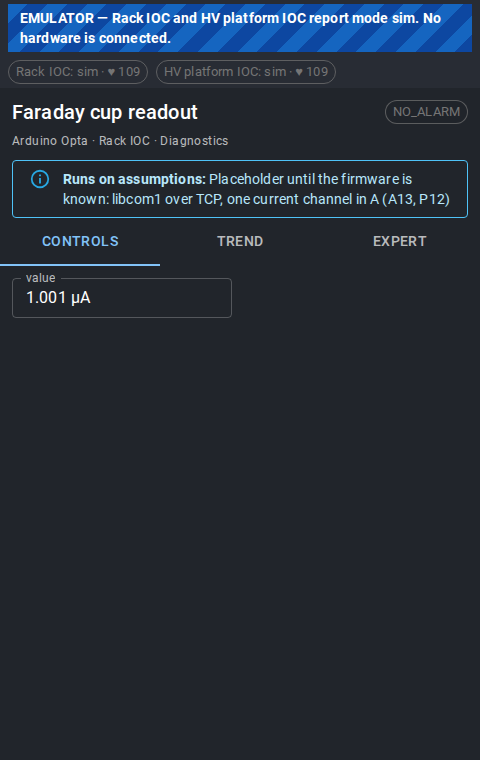 EMULATOR — Rack IOC and HV platform IOC report mode sim. No
hardware is connected.
Rack IOC: sim · ♥ 109
HV platform IOC: sim · ♥ 109
Faraday cup readout
NO_ALARM
Arduino Opta · Rack IOC · Diagnostics
Runs on assumptions: Placeholder until the firmware is
known: libcom1 over TCP, one current channel in A (A13, P12)
CONTROLS
TREND
EXPERT
value
1.001 µA